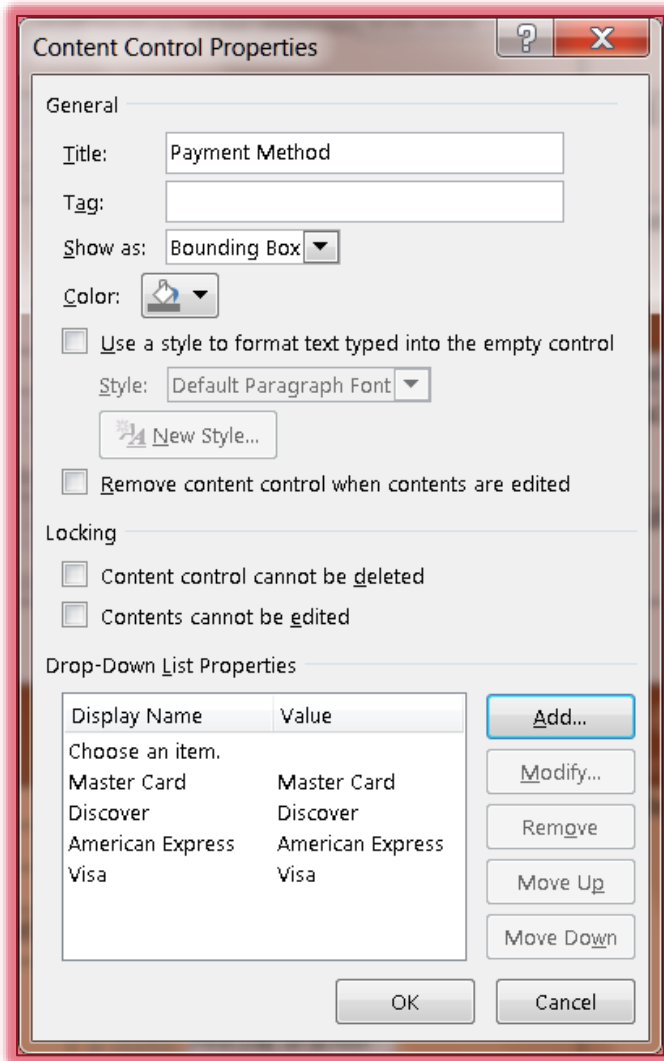 Content Control Properties
?
X
General
Title: Payment Method
Tag:
Show as: Bounding Box
Color:
Use a style to format text typed into the empty control
Style: Default Paragraph Font
New Style...
Remove content control when contents are edited
Locking
Content control cannot be deleted
Contents cannot be edited
Drop-Down List Properties
Display Name Value
Choose an item.
Master Card Master Card
Discover Discover
American Express American Express
Visa Visa
Add...
Modify...
Remove
Move Up
Move Down
OK Cancel